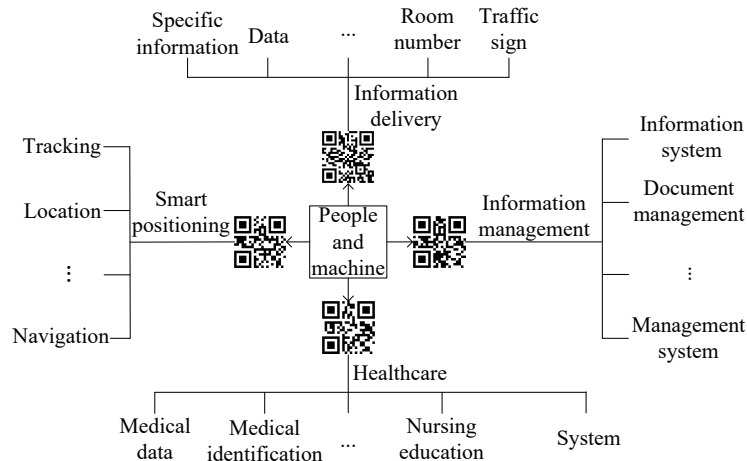 Specific
information
Data
...
Room
number
Traffic
sign
Information
delivery
Tracking
Location
...
Navigation
Smart
positioning
People
and
machine
Information
management
Information
system
Document
management
...
Management
system
Healthcare
Medical
data
Medical
identification
...
Nursing
education
System